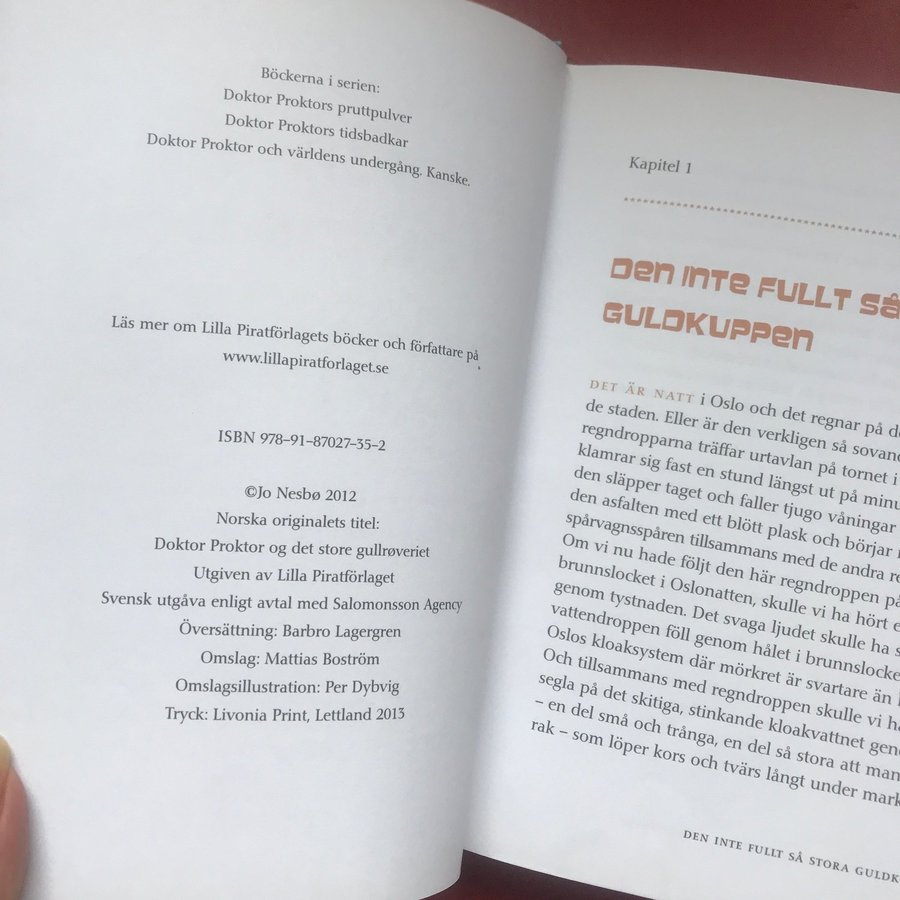 Böckerna i serien:
Doktor Proktors pruttpulver
Doktor Proktors tidsbadkar
Doktor Proktor och världens undergång. Kanske.
Läs mer om Lilla Piratförlagets böcker och författare på
www.lillapiratforlaget.se
ISBN 978–91–87027–35–2
©Jo Nesbø 2012
Norska originalets titel:
Doktor Proktor og det store gullrøveriet
Utgiven av Lilla Piratförlaget
Svensk utgåva enligt avtal med Salomonsson Agency
Översättning: Barbro Lagergren
Omslag: Mattias Boström
Omslagsillustration: Per Dybvig
Tryck: Livonia Print, Lettland 2013
Kapitel 1
Den inte fullt så
guldkuppen
DET ÄR NATT i Oslo och det regnar på
de staden. Eller är den verkligen så
regndropparna träffar urtavlan på tornet i
klamrar sig fast en stund längst ut på
den släpper taget och faller tjugo våningar
den asfalten med ett blött plask och börjar
spårvagnsspåren tillsammans med de andra
Om vi nu hade följt den här regndroppen
brunnslocket i Oslonatten, skulle vi ha hört
genom tystnaden. Det svaga ljudet skulle ha
vattendroppen föll genom hålet i
Oslos kloaksystem där mörkret är svartare än
Och tillsammans med regndroppen skulle vi
segla på det skitiga, stinkande kloakvattnet
– en del små och trånga, en del så stora att man
rak – som löper kors och tvärs långt under
DEN INTE FULLT SÅ STORA